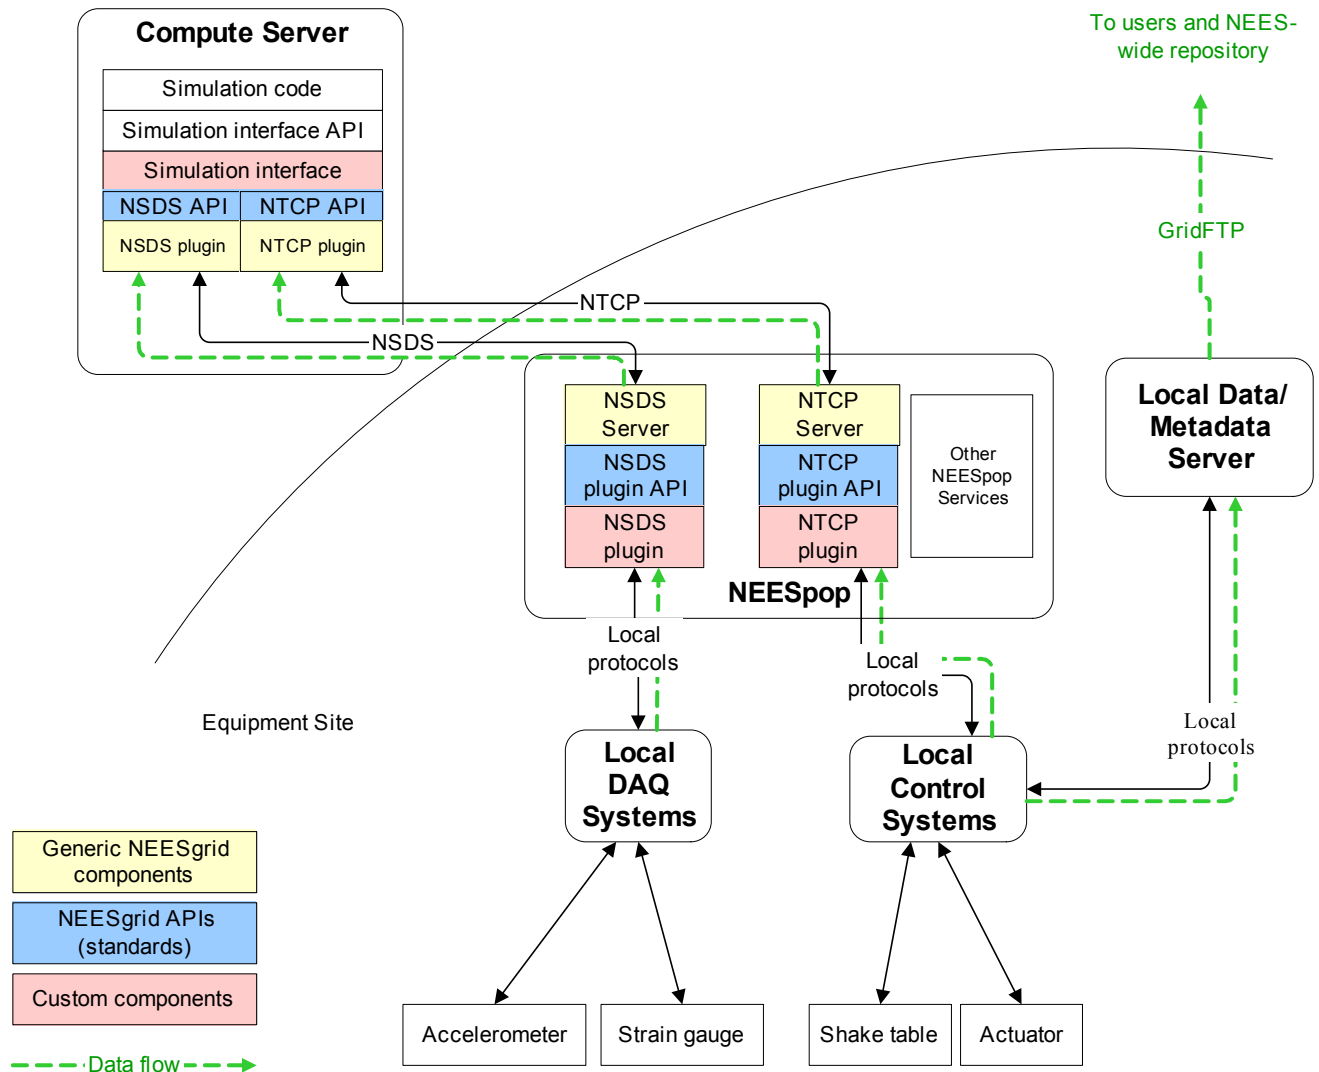 Compute Server
Simulation code
Simulation interface API
Simulation interface
NSDS API
NTCP API
NSDS plugin
NTCP plugin
To users and NEES-
wide repository
GridFTP
NTCP
NSDS
NSDS
Server
NSDS
plugin API
NSDS
plugin
NTCP
Server
NTCP
plugin API
NTCP
plugin
Other
NEESpop
Services
NEESpop
Local Data/
Metadata
Server
Local
protocols
Local
protocols
Local
protocols
Equipment Site
Local
DAQ
Systems
Local
Control
Systems
Generic NEESgrid
components
NEESgrid APIs
(standards)
Custom components
Data flow
Accelerometer
Strain gauge
Shake table
Actuator